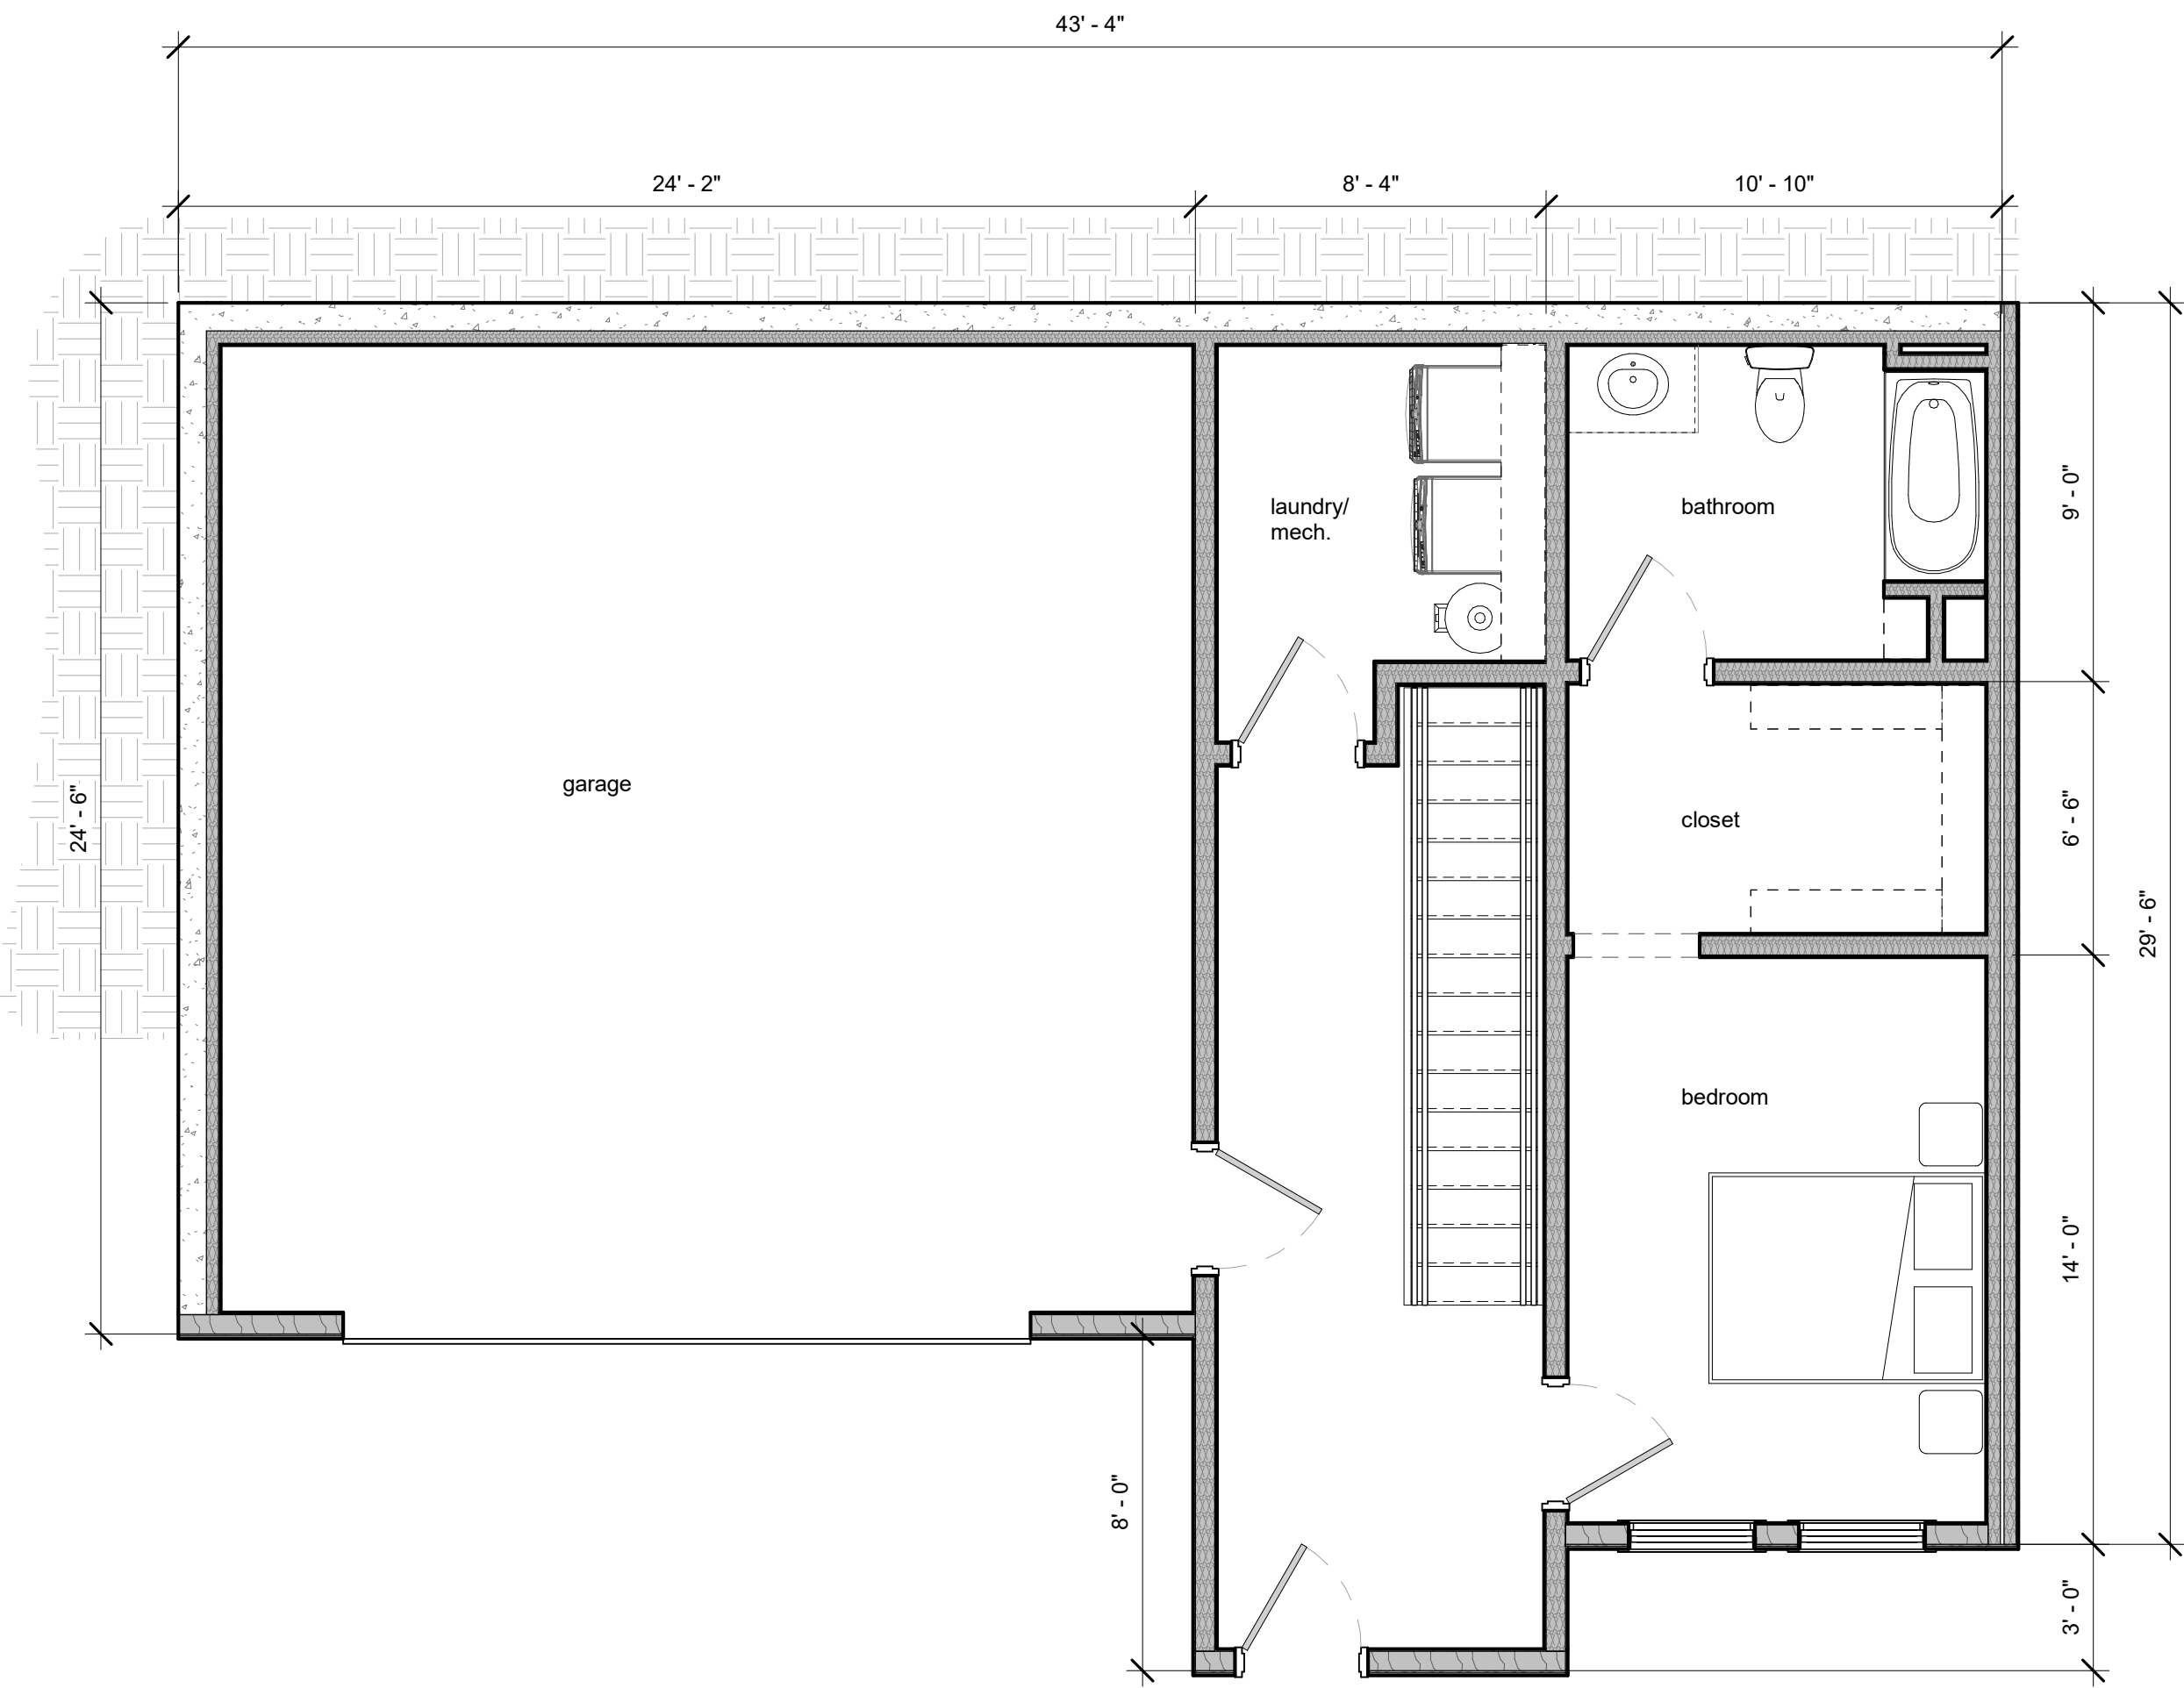 43' - 4"
24' - 2"
8' - 4"
10' - 10"
laundry/
mech.
bathroom
9' - 0"
garage
24' - 6"
closet
6' - 6"
29' - 6"
bedroom
14' - 0"
8' - 0"
3' - 0"